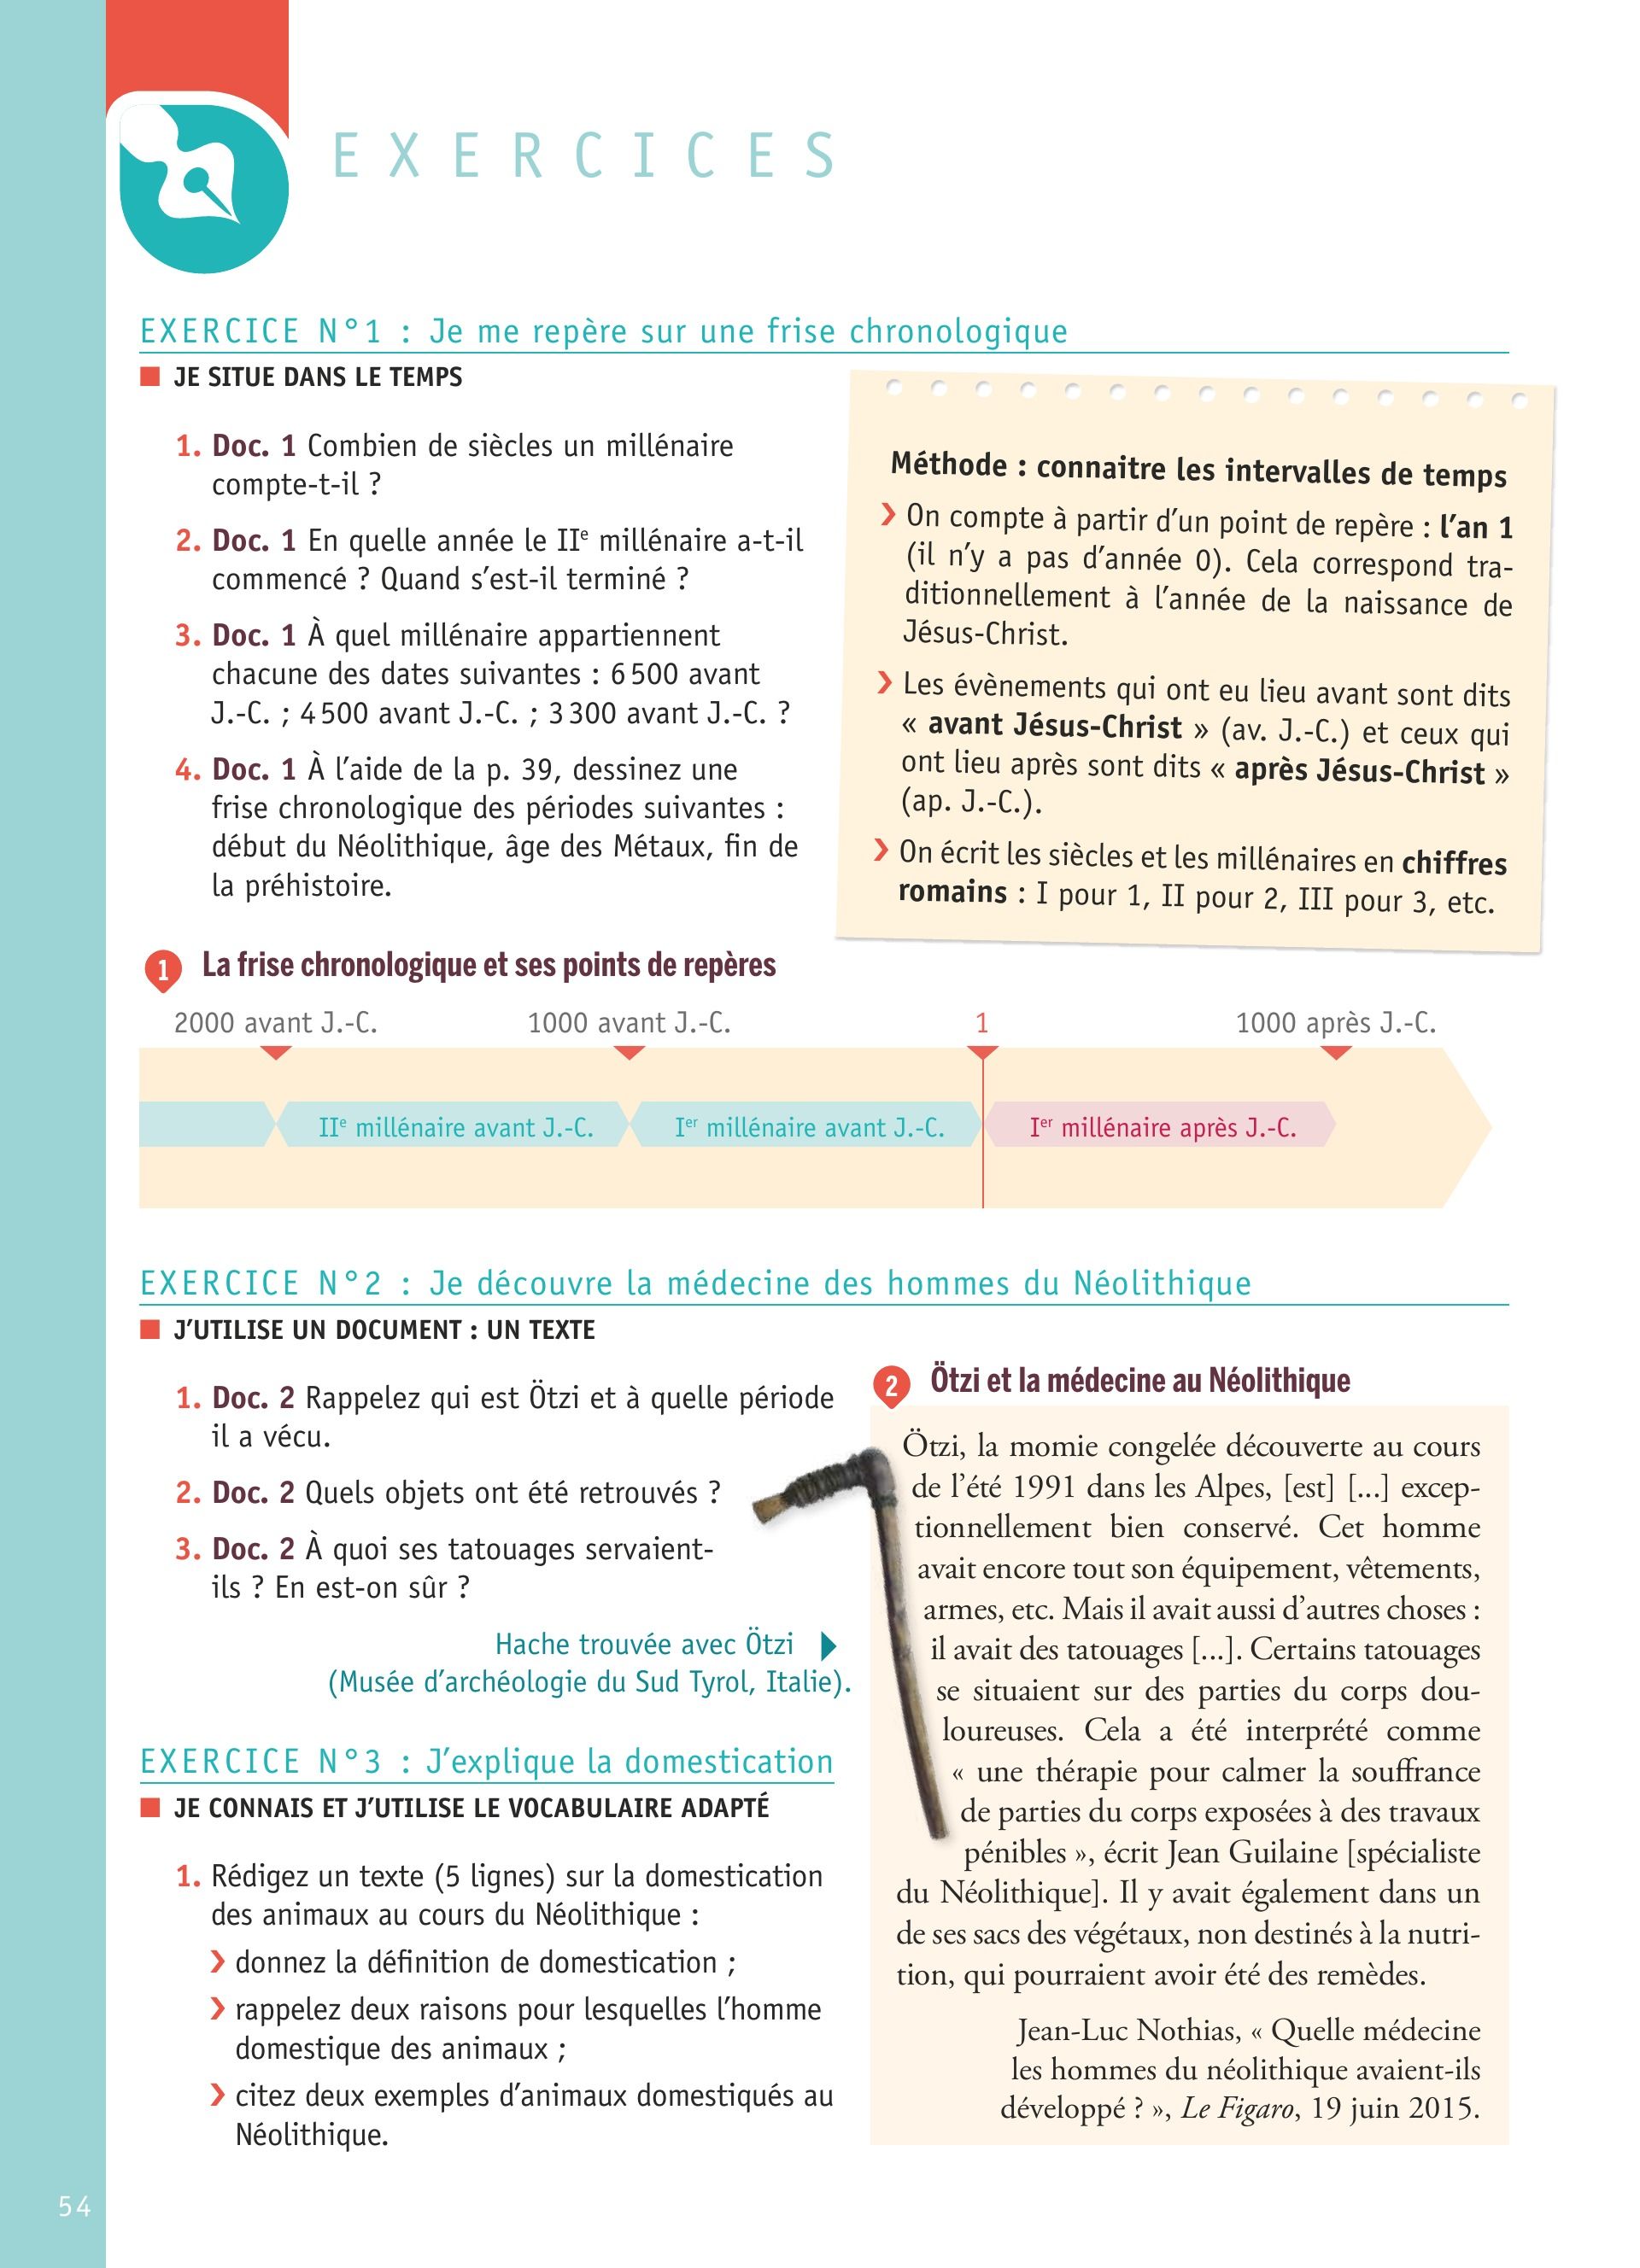 EXERCICES
EXERCICE N°1 : Je me repère sur une frise chronologique
JE SITUE DANS LE TEMPS
1. Doc. 1 Combien de siècles un millénaire
compte-t-il ?
2. Doc. 1 En quelle année le IIe millénaire a-t-il
commencé ? Quand s’est-il terminé ?
3. Doc. 1 À quel millénaire appartiennent
chacune des dates suivantes : 6 500 avant
J.-C. ; 4 500 avant J.-C. ; 3 300 avant J.-C. ?
4. Doc. 1 À l’aide de la p. 39, dessinez une
frise chronologique des périodes suivantes :
début du Néolithique, âge des Métaux, fin de
la préhistoire.
Méthode : connaitre les intervalles de temps
❯ On compte à partir d’un point de repère : l’an 1
(il n’y a pas d’année 0). Cela correspond tra-
ditionnellement à l’année de la naissance de
Jésus-Christ.
❯ Les évènements qui ont eu lieu avant sont dits
« avant Jésus-Christ » (av. J.-C.) et ceux qui
ont lieu après sont dits « après Jésus-Christ »
(ap. J.-C.).
❯ On écrit les siècles et les millénaires en chiffres
romains : I pour 1, II pour 2, III pour 3, etc.
1 La frise chronologique et ses points de repères
2000 avant J.-C. 1000 avant J.-C. 1 1000 après J.-C.
IIe millénaire avant J.-C. Ier millénaire avant J.-C. Ier millénaire après J.-C.
EXERCICE N°2 : Je découvre la médecine des hommes du Néolithique
J’UTILISE UN DOCUMENT : UN TEXTE
1. Doc. 2 Rappelez qui est Ötzi et à quelle période
il a vécu.
2. Doc. 2 Quels objets ont été retrouvés ?
3. Doc. 2 À quoi ses tatouages servaient-
ils ? En est-on sûr ?
Hache trouvée avec Ötzi
(Musée d’archéologie du Sud Tyrol, Italie).
EXERCICE N°3 : J’explique la domestication
JE CONNAIS ET J’UTILISE LE VOCABULAIRE ADAPTÉ
1. Rédigez un texte (5 lignes) sur la domestication
des animaux au cours du Néolithique :
❯ donnez la définition de domestication ;
❯ rappelez deux raisons pour lesquelles l’homme
domestique des animaux ;
❯ citez deux exemples d’animaux domestiqués au
Néolithique.
2 Ötzi et la médecine au Néolithique
Ötzi, la momie congelée découverte au cours
de l’été 1991 dans les Alpes, [est] [...] excep-
tionnellement bien conservé. Cet homme
avait encore tout son équipement, vêtements,
armes, etc. Mais il avait aussi d’autres choses :
il avait des tatouages [...]. Certains tatouages
se situaient sur des parties du corps dou-
loureuses. Cela a été interprété comme
« une thérapie pour calmer la souffrance
de parties du corps exposées à des travaux
pénibles », écrit Jean Guilaine [spécialiste
du Néolithique]. Il y avait également dans un
de ses sacs des végétaux, non destinés à la nutri-
tion, qui pourraient avoir été des remèdes.
Jean-Luc Nothias, « Quelle médecine
les hommes du néolithique avaient-ils
développé ? », Le Figaro, 19 juin 2015.
54